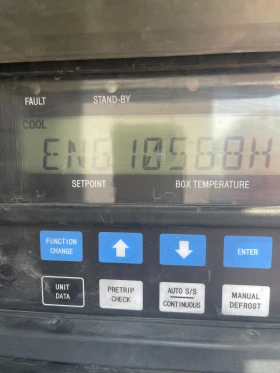 FAULT STAND-BY
COOL
ENG 10568H
SETPOINT BOX TEMPERATURE
FUNCTION CHANGE ENTER
UNIT DATA PRETRIP CHECK AUTO S/S CONTINUOUS MANUAL DEFROST